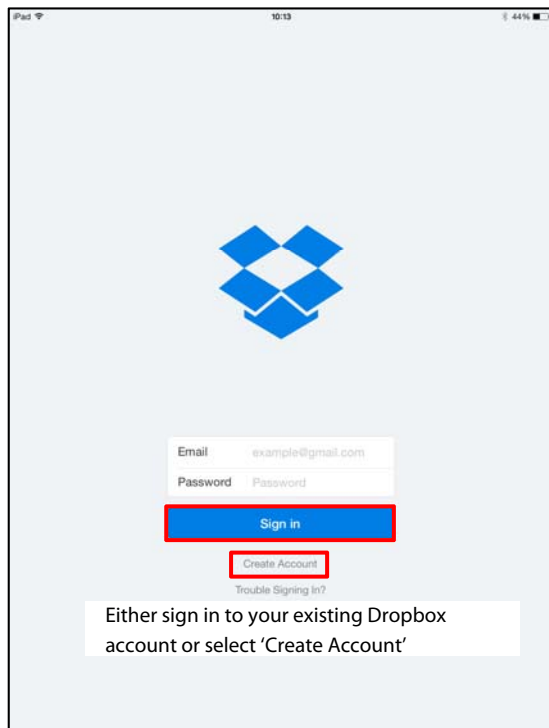 iPad
10:13
44%
Email example@gmail.com
Password Password
Sign in
Create Account
Trouble Signing In?
Either sign in to your existing Dropbox
account or select ‘Create Account’